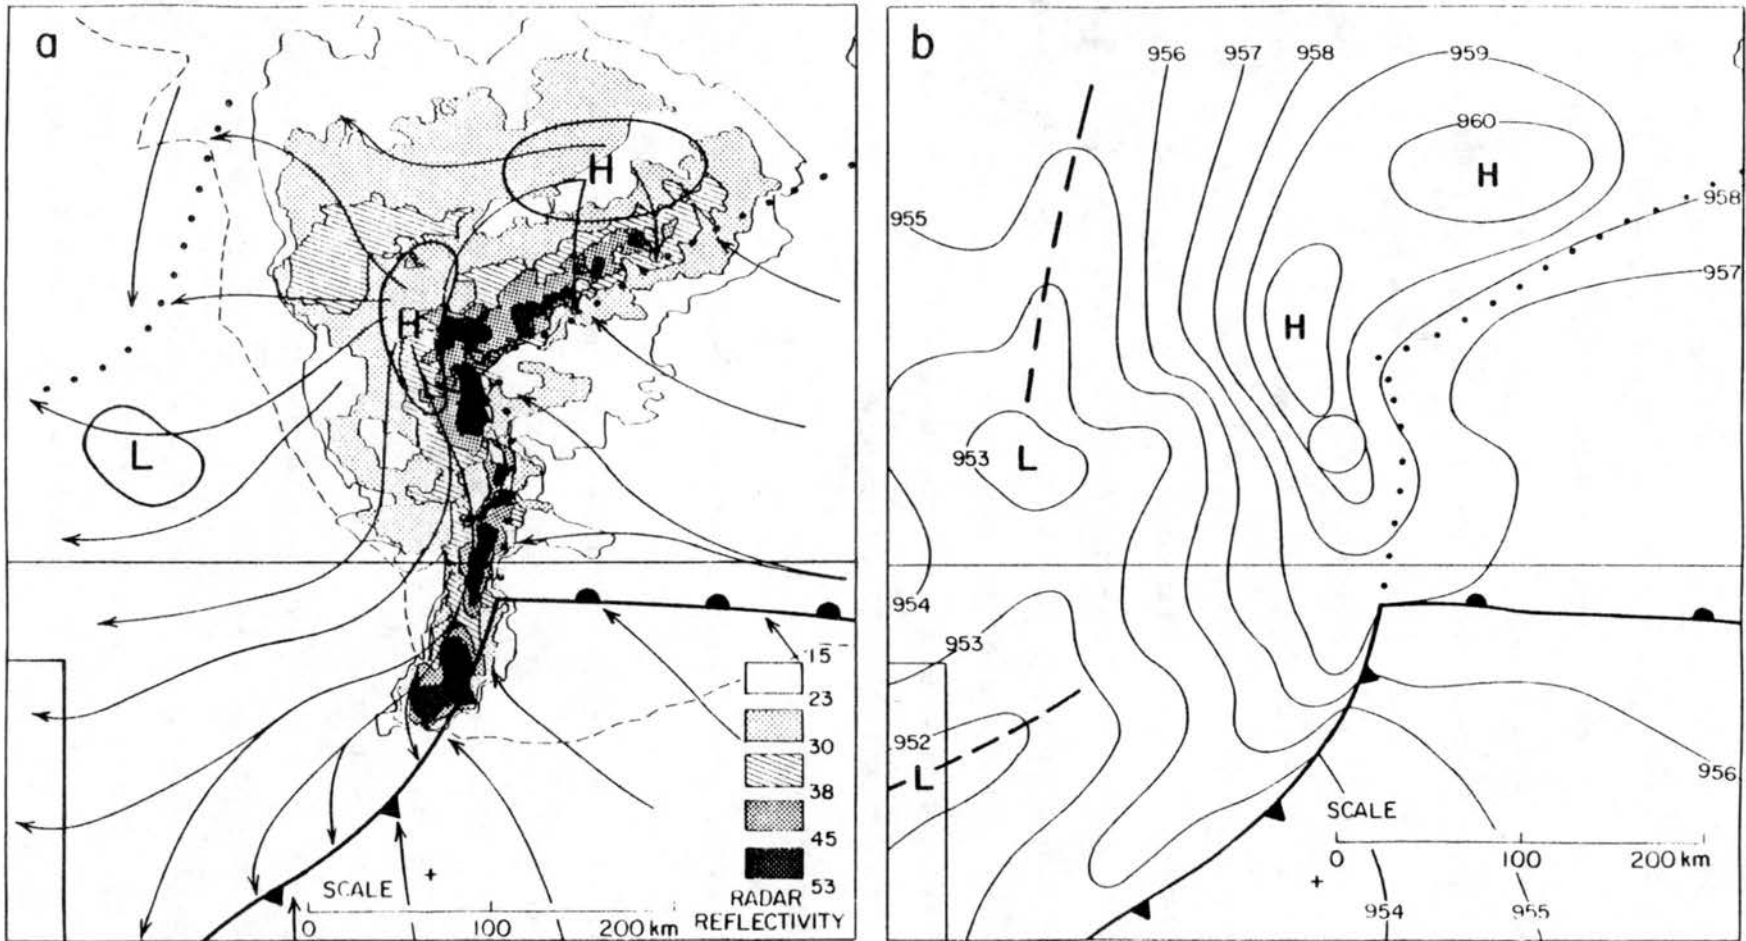 a
H
H
L
15
23
30
38
45
53
RADAR
REFLECTIVITY
SCALE
0 100 200 km
b
956 957 958 959
960
H
955
958
957
H
953 L
954
953
952
L
956
SCALE
0 100 200 km
954 955